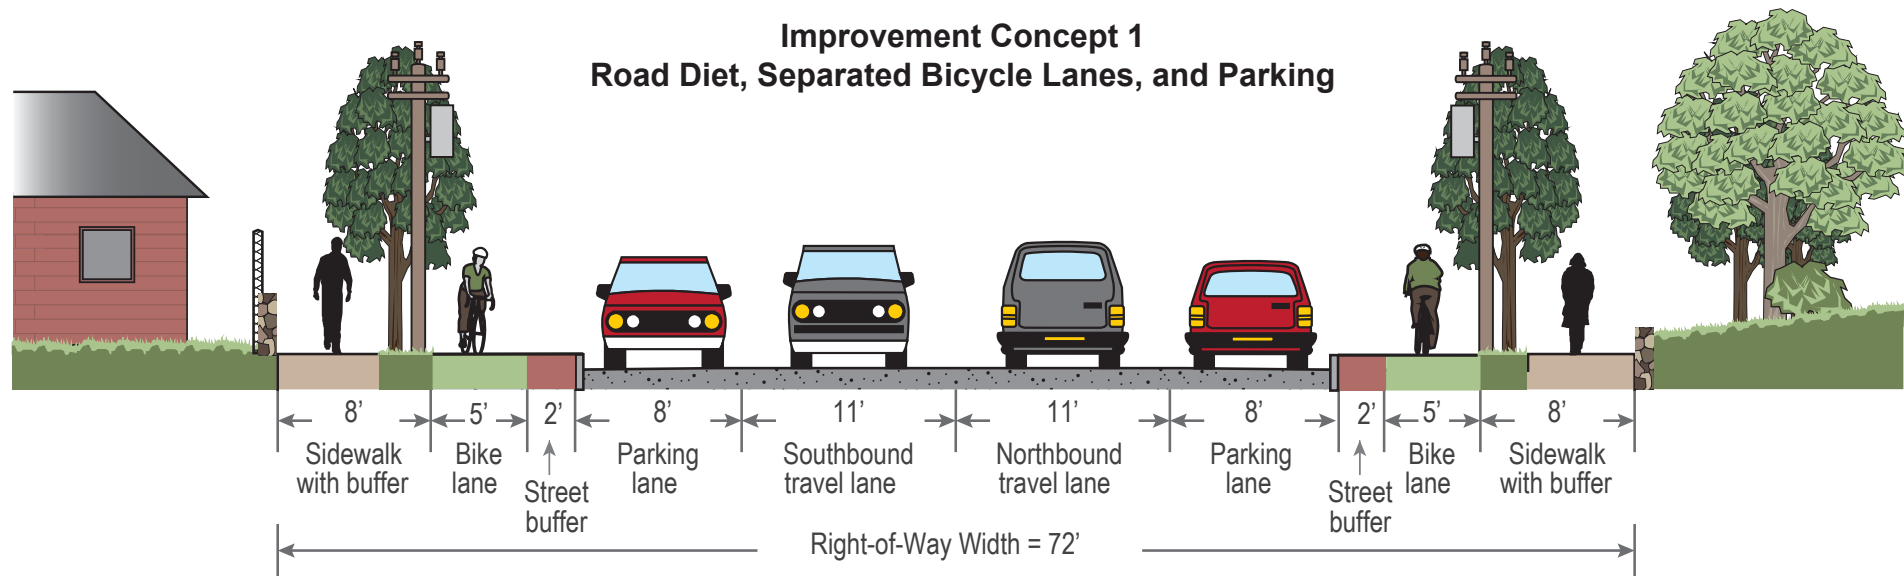 Improvement Concept 1
Road Diet, Separated Bicycle Lanes, and Parking
8’
5’
2’
8’
11’
11’
8’
2’
5’
8’
Sidewalk
with buffer
Bike
lane
Street
buffer
Parking
lane
Southbound
travel lane
Northbound
travel lane
Parking
lane
Street
buffer
Bike
lane
Sidewalk
with buffer
Right-of-Way Width = 72’